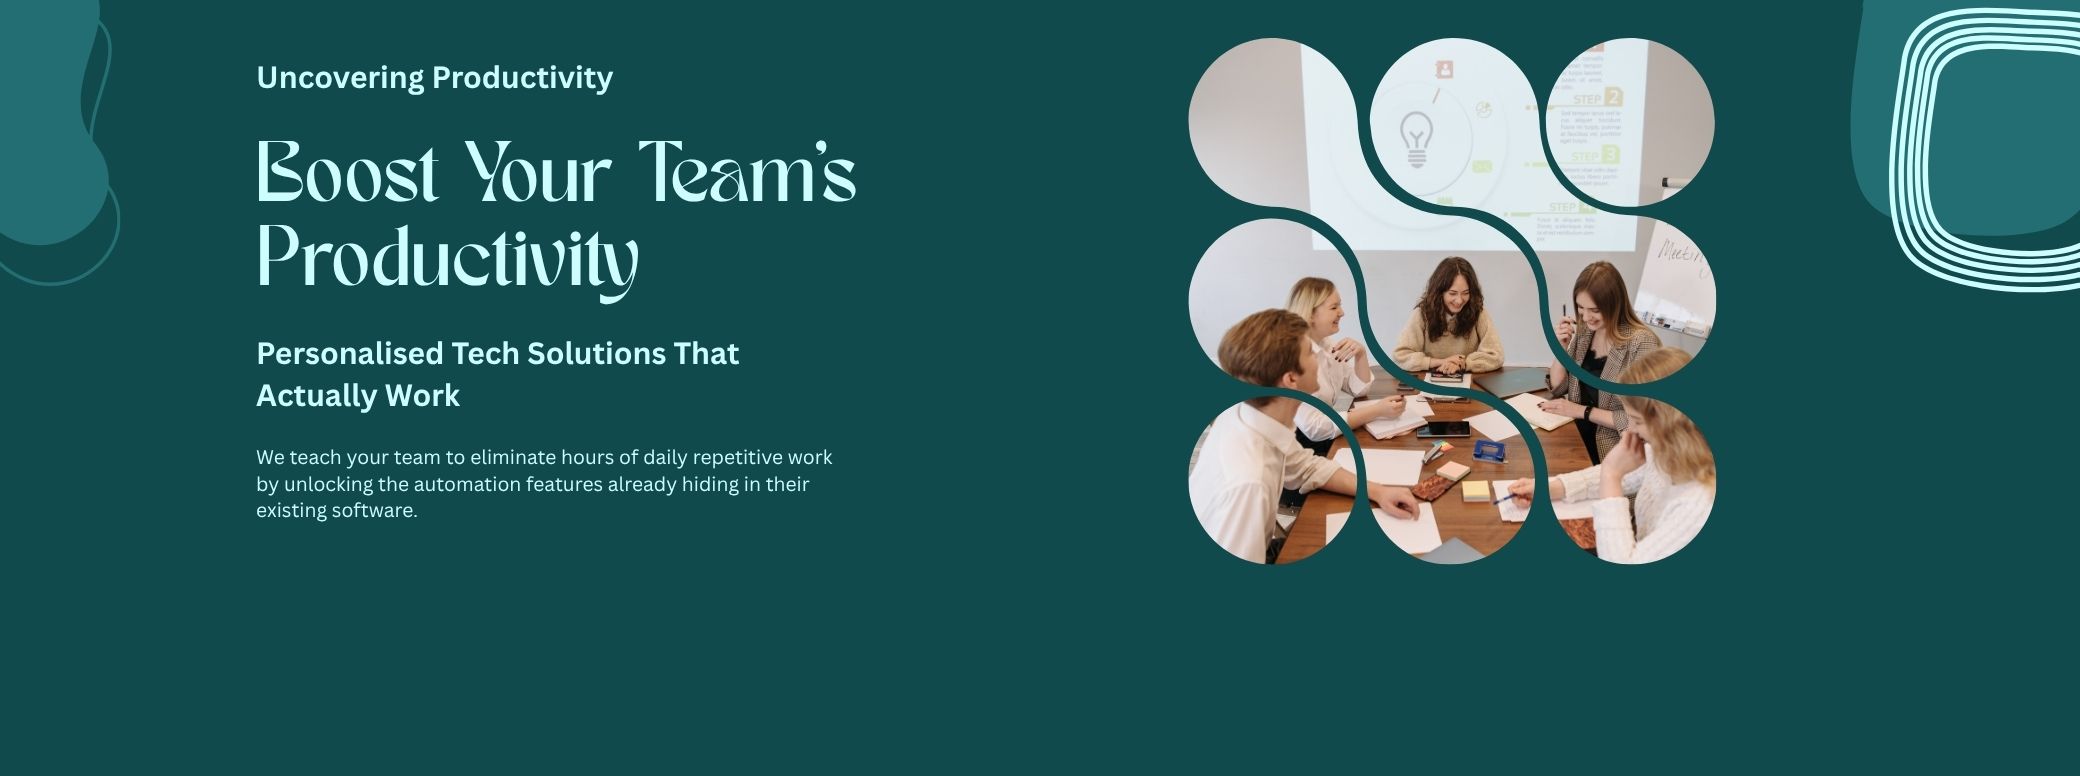 Uncovering Productivity
Boost Your Team's
Productivity
Personalised Tech Solutions That
Actually Work
We teach your team to eliminate hours of daily repetitive work
by unlocking the automation features already hiding in their
existing software.
STEP 2
STEP 3
STEP